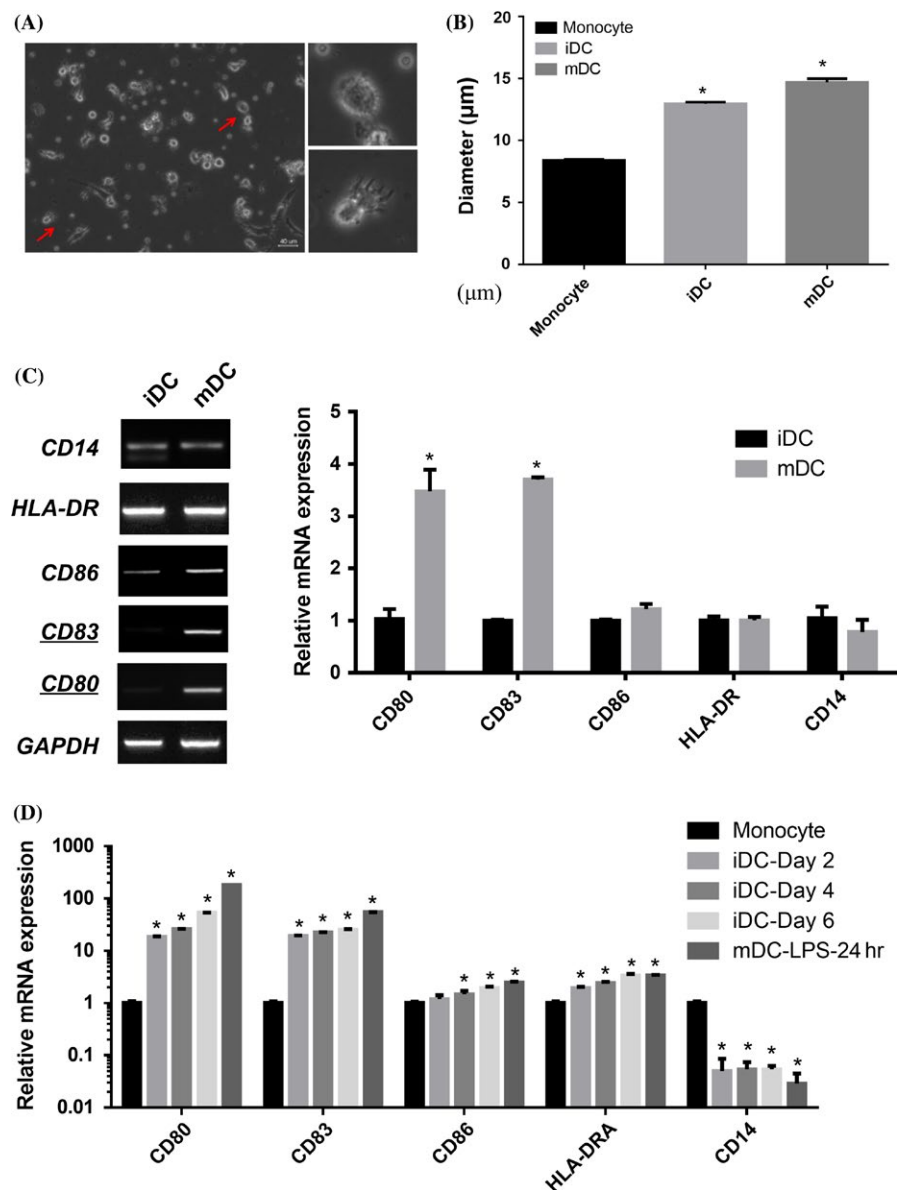 (A)
40 um
(B)
Monocyte
iDC
mDC
20
15
10
5
0
Diameter (μm)
*
*
Monocyte
iDC
mDC
(μm)
(C)
iDC
mDC
CD14
HLA-DR
CD86
CD83
CD80
GAPDH
Relative mRNA expression
5
4
3
2
1
0
*
*
iDC
mDC
CD80
CD83
CD86
HLA-DR
CD14
(D)
Relative mRNA expression
1000
100
10
1
0.1
0.01
Monocyte
iDC-Day 2
iDC-Day 4
iDC-Day 6
mDC-LPS-24 hr
* * * *
* * * *
* * *
* * * *
* * * *
CD80
CD83
CD86
HLA-DRA
CD14